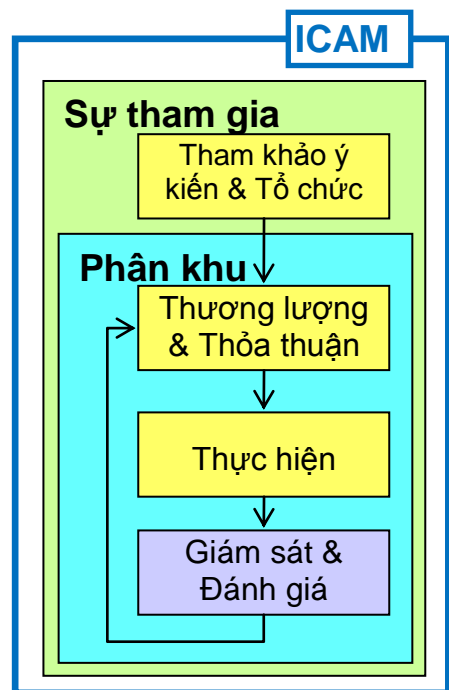 ICAM
Sự tham gia
Tham khảo ý
kiến & Tổ chức
Phân khu
Thương lượng
& Thỏa thuận
Thực hiện
Giám sát &
Đánh giá